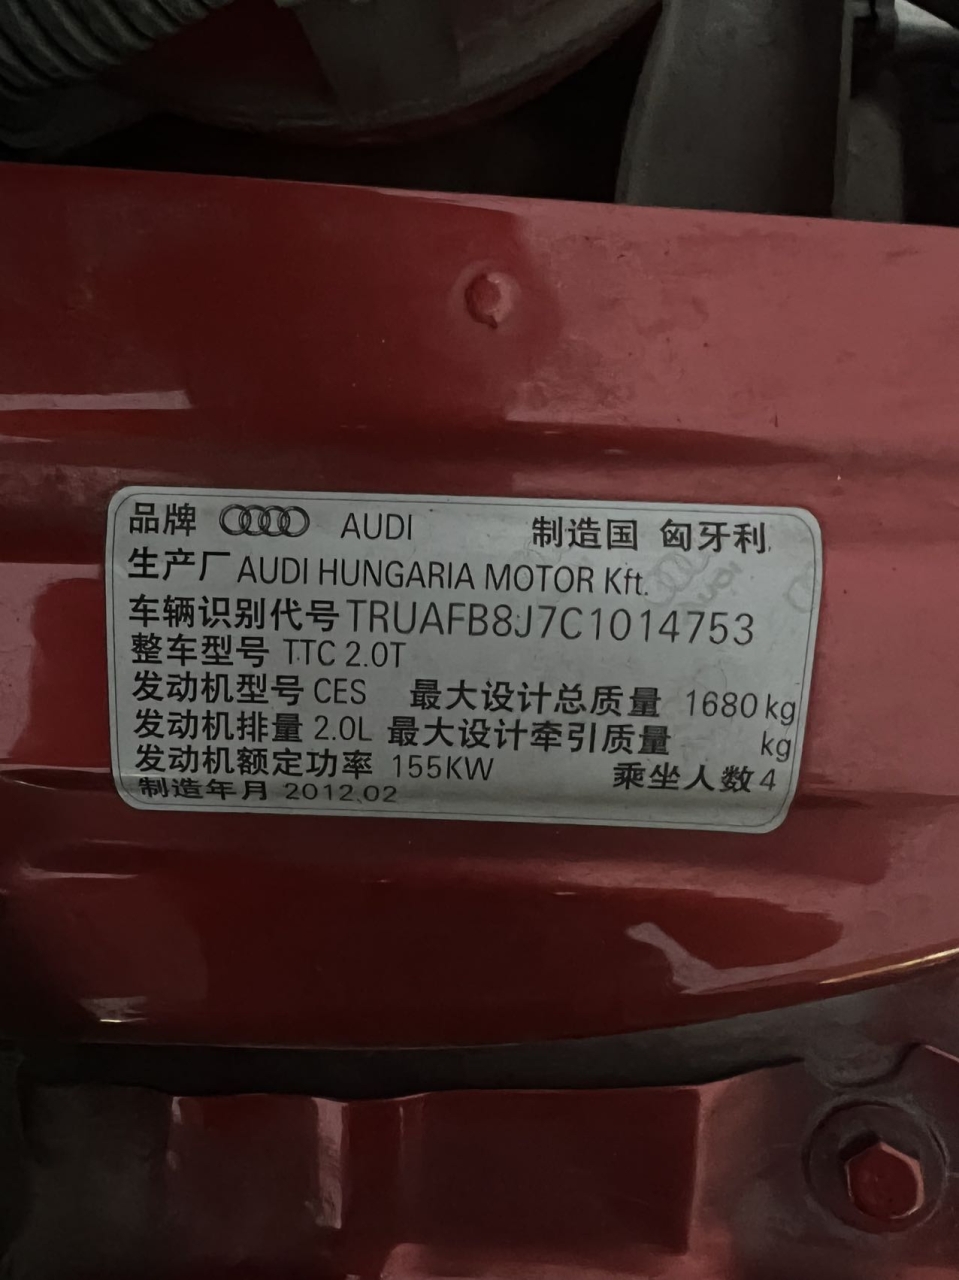 品牌 AUDI 制造国 匈牙利
生产厂 AUDI HUNGARIA MOTOR Kft.
车辆识别代号 TRUAFB8J7C1014753
整车型号 TTC 2.0T
发动机型号 CES 最大设计总质量 1680 kg
发动机排量 2.0L 最大设计牵引质量 kg
发动机额定功率 155KW 乘坐人数 4
制造年月 2012.02